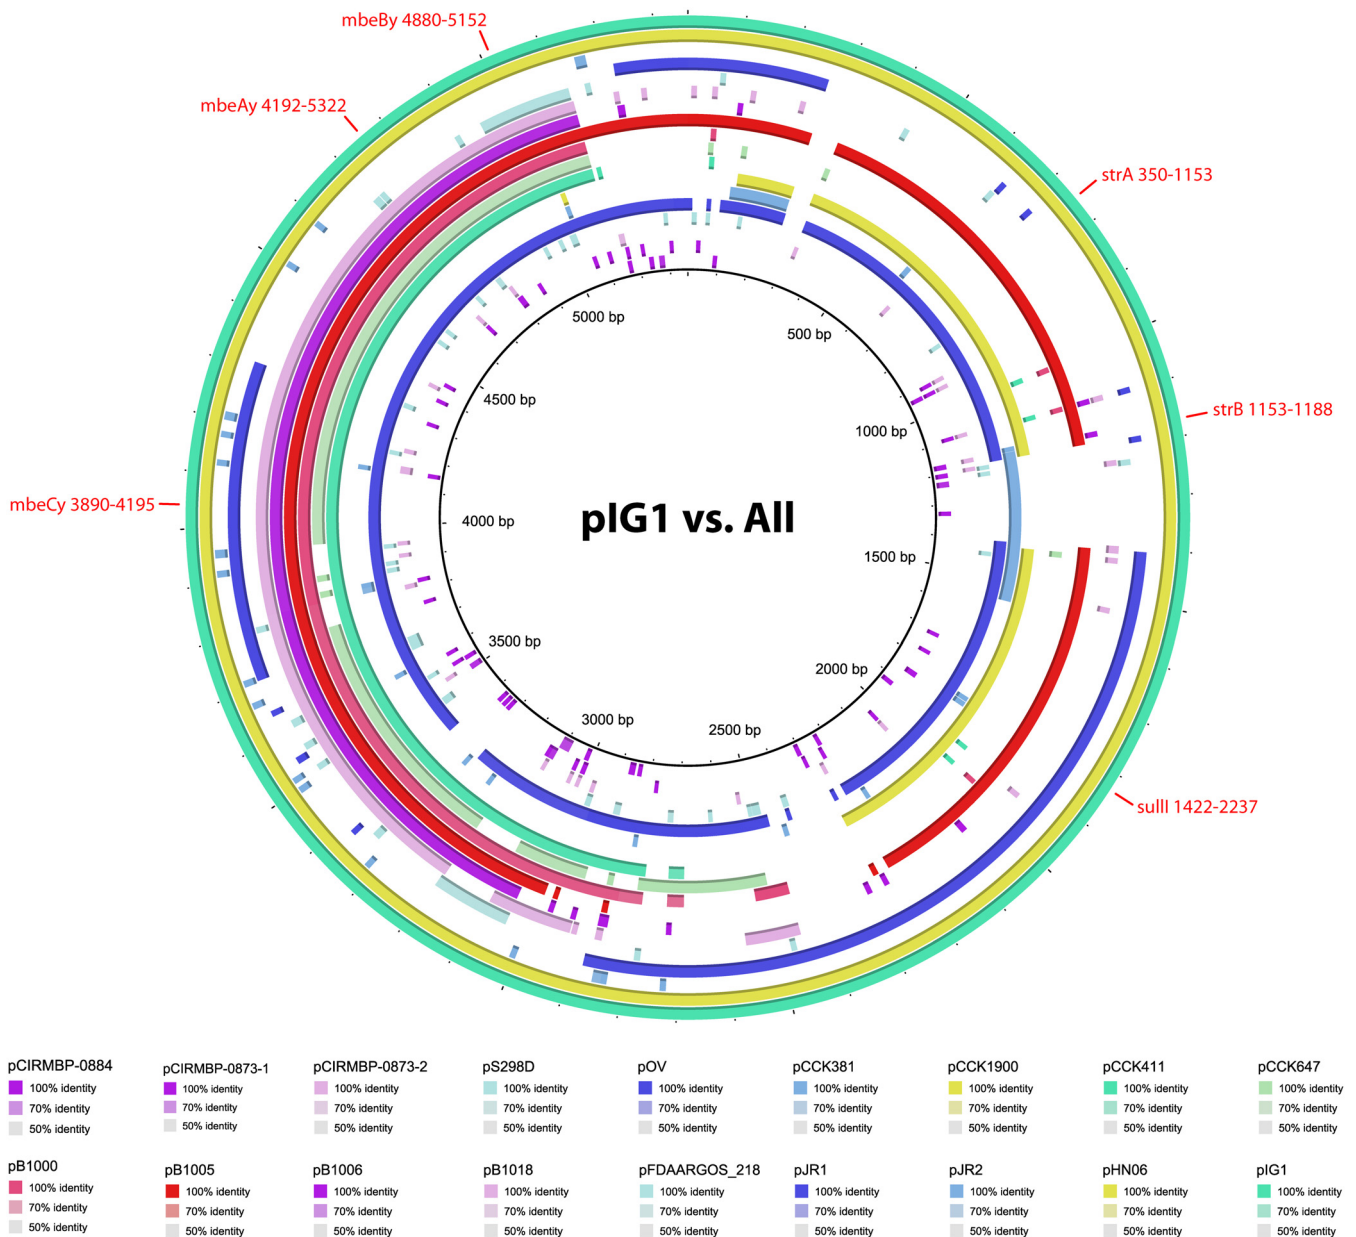 mbeBy 4880-5152
mbeAy 4192-5322
strA 350-1153
strB 1153-1188
mbeCy 3890-4195
sulII 1422-2237
5000 bp
500 bp
4500 bp
1000 bp
4000 bp
1500 bp
3500 bp
2000 bp
3000 bp
2500 bp
pIG1 vs. All
pCIRMBP-0884
100% identity
70% identity
50% identity
pCIRMBP-0873-1
100% identity
70% identity
50% identity
pCIRMBP-0873-2
100% identity
70% identity
50% identity
pS298D
100% identity
70% identity
50% identity
pOV
100% identity
70% identity
50% identity
pCCK381
100% identity
70% identity
50% identity
pCCK1900
100% identity
70% identity
50% identity
pCCK411
100% identity
70% identity
50% identity
pCCK647
100% identity
70% identity
50% identity
pB1000
100% identity
70% identity
50% identity
pB1005
100% identity
70% identity
50% identity
pB1006
100% identity
70% identity
50% identity
pB1018
100% identity
70% identity
50% identity
pFDAARGOS_218
100% identity
70% identity
50% identity
pJR1
100% identity
70% identity
50% identity
pJR2
100% identity
70% identity
50% identity
pHN06
100% identity
70% identity
50% identity
pIG1
100% identity
70% identity
50% identity